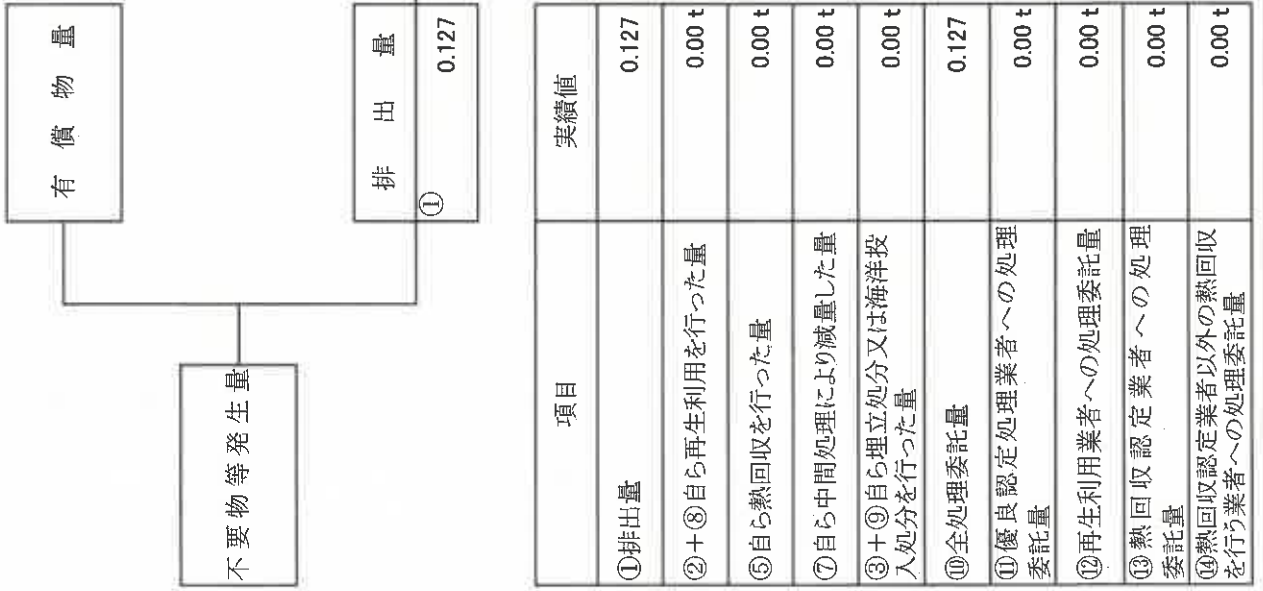 有償物量
不要物等発生量
排出量
①
0.127
項目
実績値
①排出量
0.127
②+⑧自ら再生利用を行った量
0.00 t
⑤自ら熱回収を行った量
0.00 t
⑦自ら中間処理により減量した量
0.00 t
③+⑨自ら埋立処分又は海洋投
入処分を行った量
0.00 t
⑩全処理委託量
0.127
⑪優良認定処理業者への処理
委託量
0.00 t
⑫再生利用業者への処理委託量
0.00 t
⑬熱回収認定業者への処理
委託量
0.00 t
⑭熱回収認定業者以外の熱回収
を行う業者への処理委託量
0.00 t